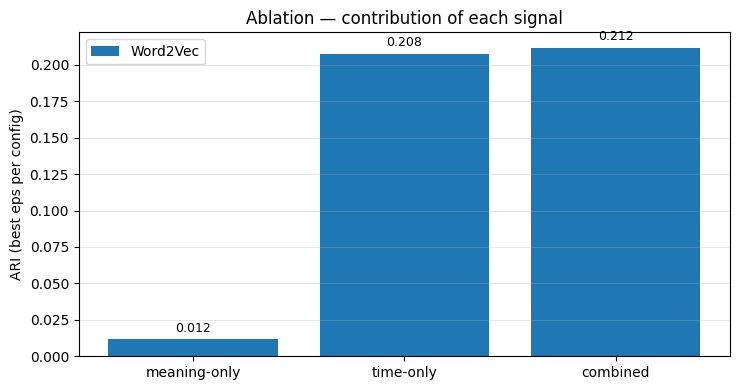 Ablation — contribution of each signal
Word2Vec
ARI (best eps per config)
0.200
0.175
0.150
0.125
0.100
0.075
0.050
0.025
0.000
0.012
0.208
0.212
meaning-only
time-only
combined